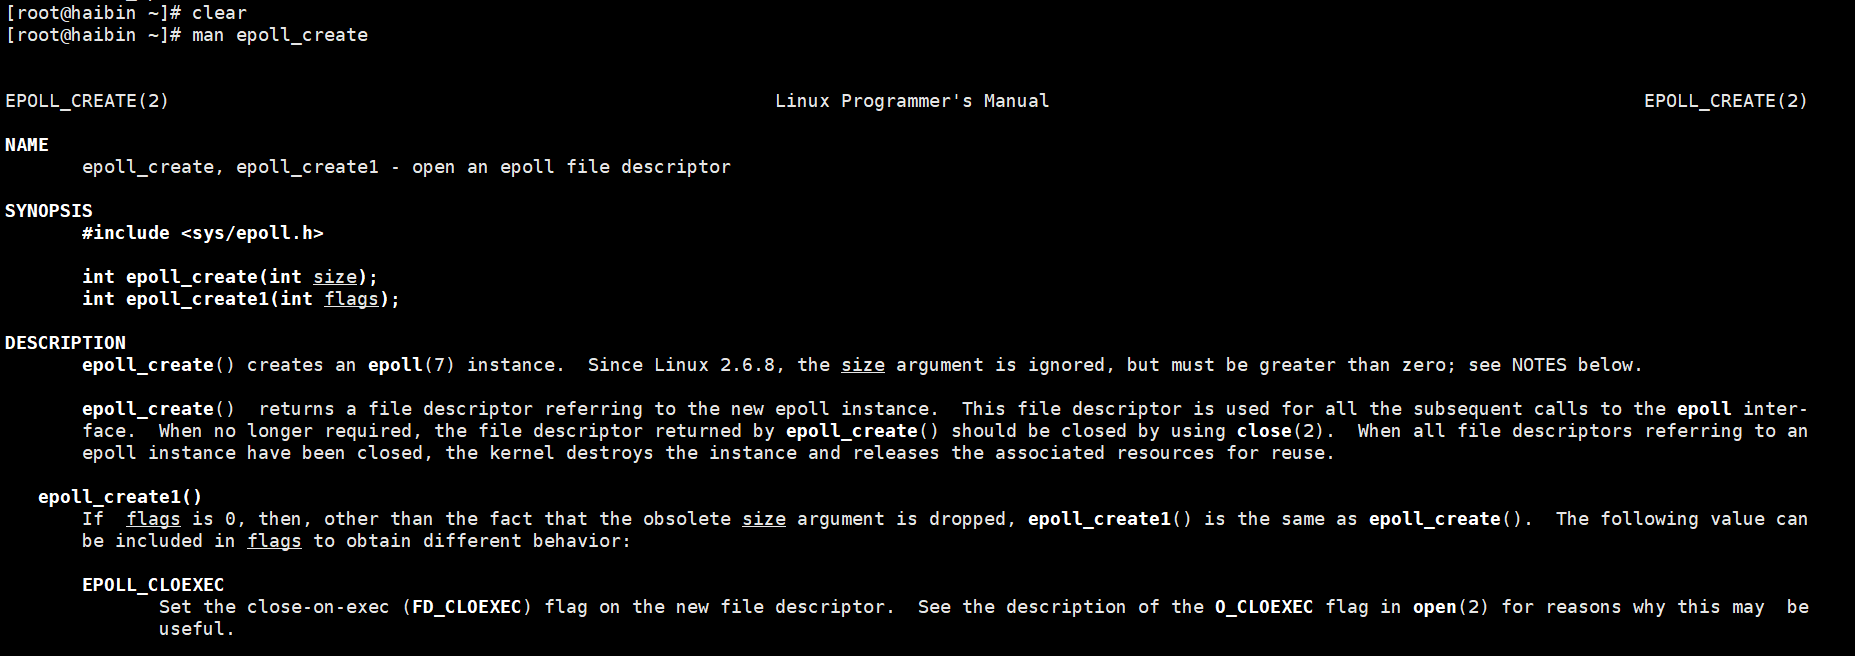 [root@haibin ~]# clear
[root@haibin ~]# man epoll_create
EPOLL_CREATE(2) Linux Programmer's Manual EPOLL_CREATE(2)
NAME
epoll_create, epoll_create1 - open an epoll file descriptor
SYNOPSIS
#include <sys/epoll.h>
int epoll_create(int size);
int epoll_create1(int flags);
DESCRIPTION
epoll_create() creates an epoll(7) instance.  Since Linux 2.6.8, the size argument is ignored, but must be greater than zero; see NOTES below.
epoll_create()  returns a file descriptor referring to the new epoll instance.  This file descriptor is used for all the subsequent calls to the epoll inter-
face.  When no longer required, the file descriptor returned by epoll_create() should be closed by using close(2).  When all file descriptors referring to an
epoll instance have been closed, the kernel destroys the instance and releases the associated resources for reuse.
epoll_create1()
If  flags is 0, then, other than the fact that the obsolete size argument is dropped, epoll_create1() is the same as epoll_create().  The following value can
be included in flags to obtain different behavior:
EPOLL_CLOEXEC
Set the close-on-exec (FD_CLOEXEC) flag on the new file descriptor.  See the description of the O_CLOEXEC flag in open(2) for reasons why this may  be
useful.